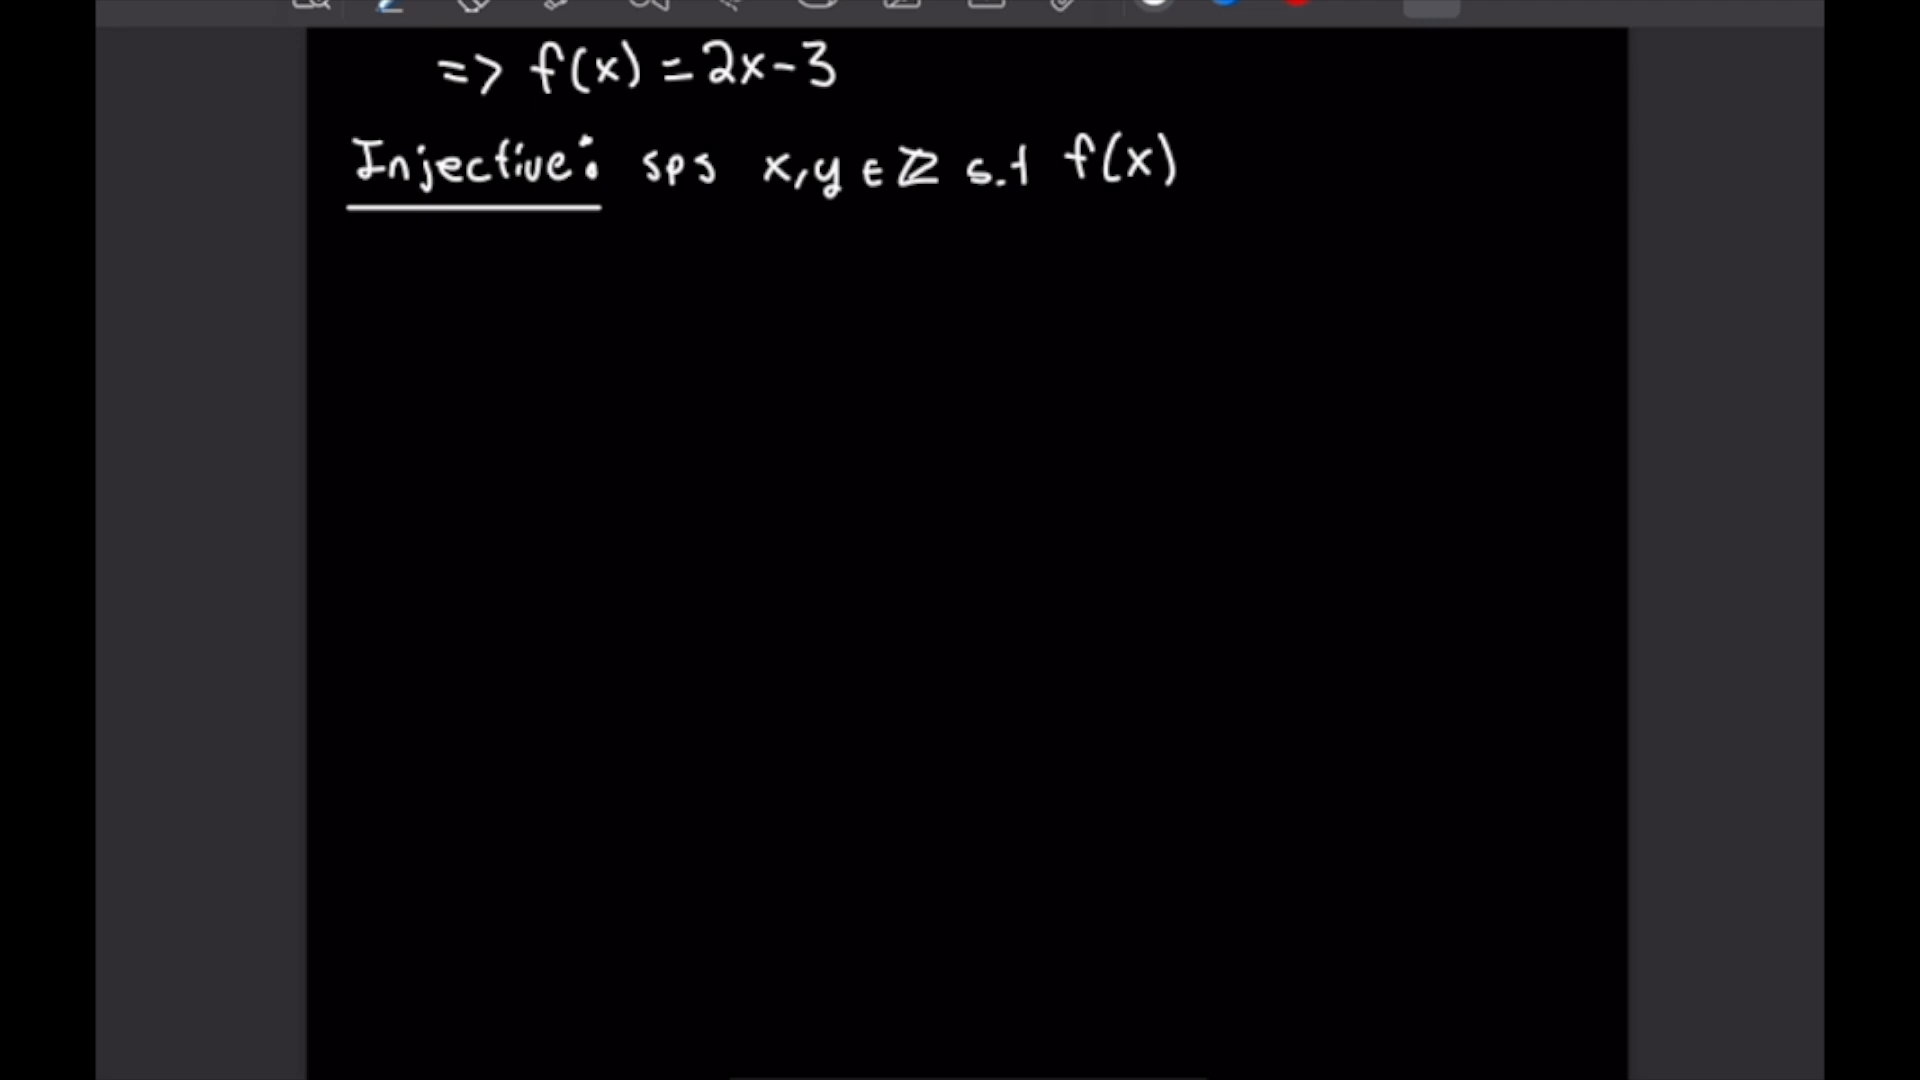 => f(x) = 2x-3
Injective: sps x,y ∈ ℤ s.t f(x)